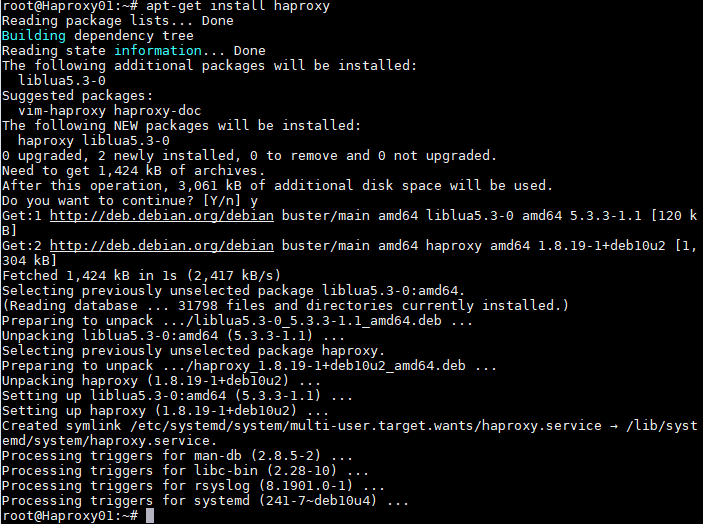 root@Haproxy01:~# apt-get install haproxy
Reading package lists... Done
Building dependency tree
Reading state information... Done
The following additional packages will be installed:
  liblua5.3-0
Suggested packages:
  vim-haproxy haproxy-doc
The following NEW packages will be installed:
  haproxy liblua5.3-0
0 upgraded, 2 newly installed, 0 to remove and 0 not upgraded.
Need to get 1,424 kB of archives.
After this operation, 3,061 kB of additional disk space will be used.
Do you want to continue? [Y/n] y
Get:1 http://deb.debian.org/debian buster/main amd64 liblua5.3-0 amd64 5.3.3-1.1 [120 k
B]
Get:2 http://deb.debian.org/debian buster/main amd64 haproxy amd64 1.8.19-1+deb10u2 [1,
304 kB]
Fetched 1,424 kB in 1s (2,417 kB/s)
Selecting previously unselected package liblua5.3-0:amd64.
(Reading database ... 31798 files and directories currently installed.)
Preparing to unpack .../liblua5.3-0_5.3.3-1.1_amd64.deb ...
Unpacking liblua5.3-0:amd64 (5.3.3-1.1) ...
Selecting previously unselected package haproxy.
Preparing to unpack .../haproxy_1.8.19-1+deb10u2_amd64.deb ...
Unpacking haproxy (1.8.19-1+deb10u2) ...
Setting up liblua5.3-0:amd64 (5.3.3-1.1) ...
Setting up haproxy (1.8.19-1+deb10u2) ...
Created symlink /etc/systemd/system/multi-user.target.wants/haproxy.service → /lib/syst
emd/system/haproxy.service.
Processing triggers for man-db (2.8.5-2) ...
Processing triggers for libc-bin (2.28-10) ...
Processing triggers for rsyslog (8.1901.0-1) ...
Processing triggers for systemd (241-7~deb10u4) ...
root@Haproxy01:~#